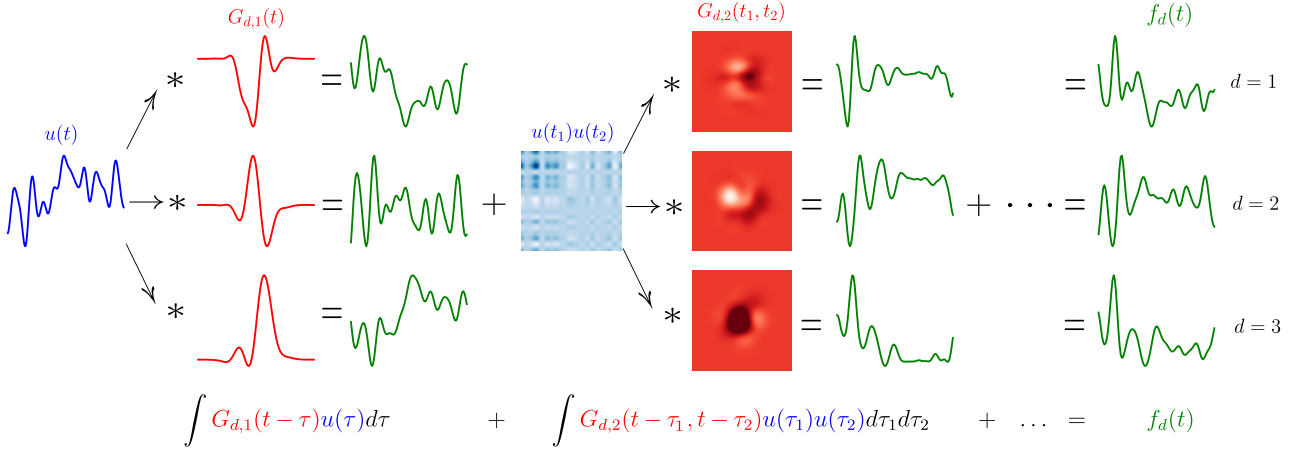 G_{d,1}(t) G_{d,2}(t_1, t_2) f_d(t)
* = * = = d = 1
u(t) u(t_1)u(t_2)
* = + * = + ··· = d = 2
* = * = = d = 3
∫ G_{d,1}(t − τ)u(τ)dτ + ∫ G_{d,2}(t − τ_1, t − τ_2)u(τ_1)u(τ_2)dτ_1dτ_2 + ... = f_d(t)